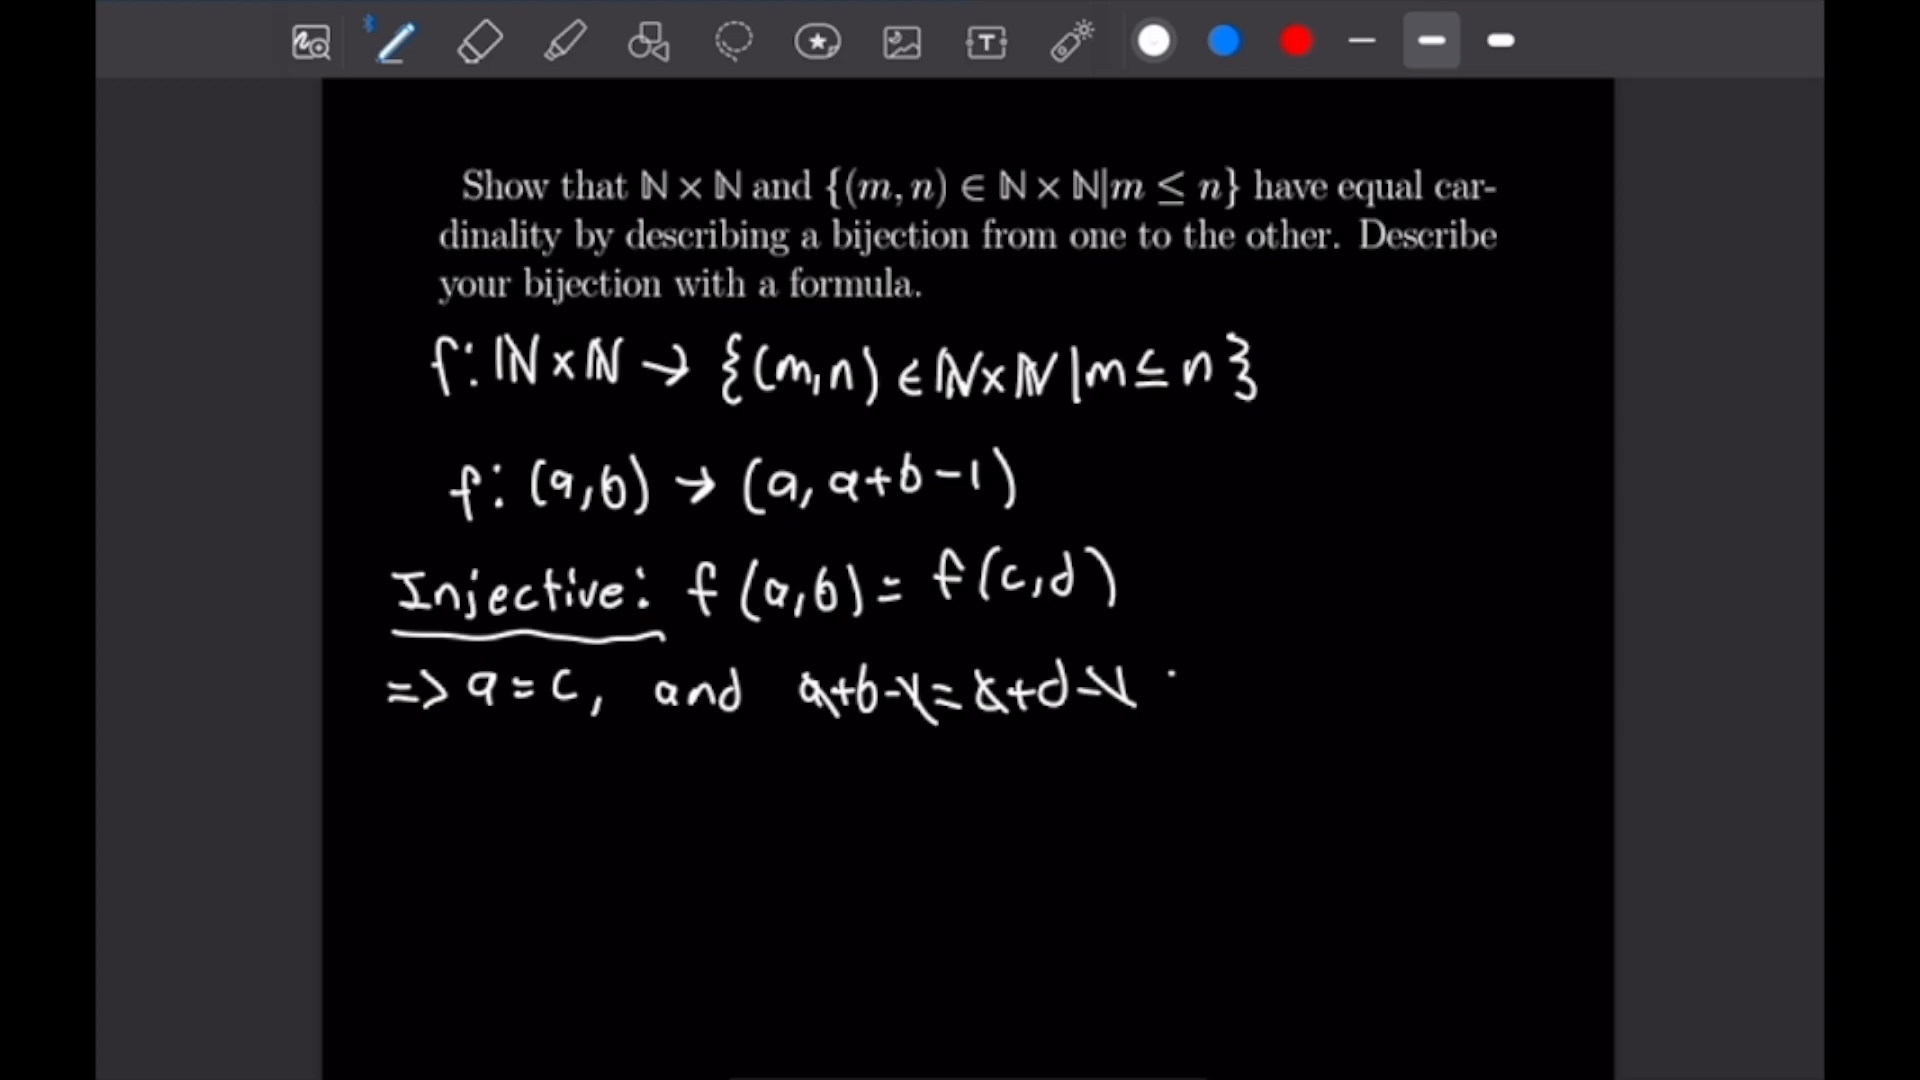 Show that ℕ × ℕ and {(m, n) ∈ ℕ × ℕ|m ≤ n} have equal car-
dinality by describing a bijection from one to the other. Describe
your bijection with a formula.
f: ℕ × ℕ → {(m,n) ∈ ℕ×ℕ | m ≤ n}
f: (a,b) → (a, a+b-1)
Injective: f(a,b) = f(c,d)
=> a = c, and a+b-1 = c+d-1